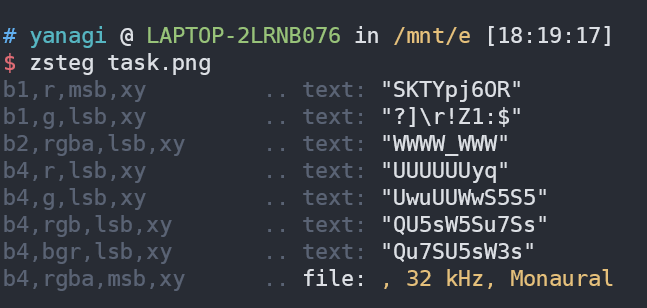 # yanagi @ LAPTOP-2LRNB076 in /mnt/e [18:19:17]
$ zsteg task.png
b1,r,msb,xy .. text: "SKTYpj6OR"
b1,g,lsb,xy .. text: "?]\r!Z1:$"
b2,rgba,lsb,xy .. text: "WWWW_WWW"
b4,r,lsb,xy .. text: "UUUUUUyq"
b4,g,lsb,xy .. text: "UwuUUWwS5S5"
b4,rgb,lsb,xy .. text: "QU5sW5Su7Ss"
b4,bgr,lsb,xy .. text: "Qu7SU5sW3s"
b4,rgba,msb,xy .. file: , 32 kHz, Monaural